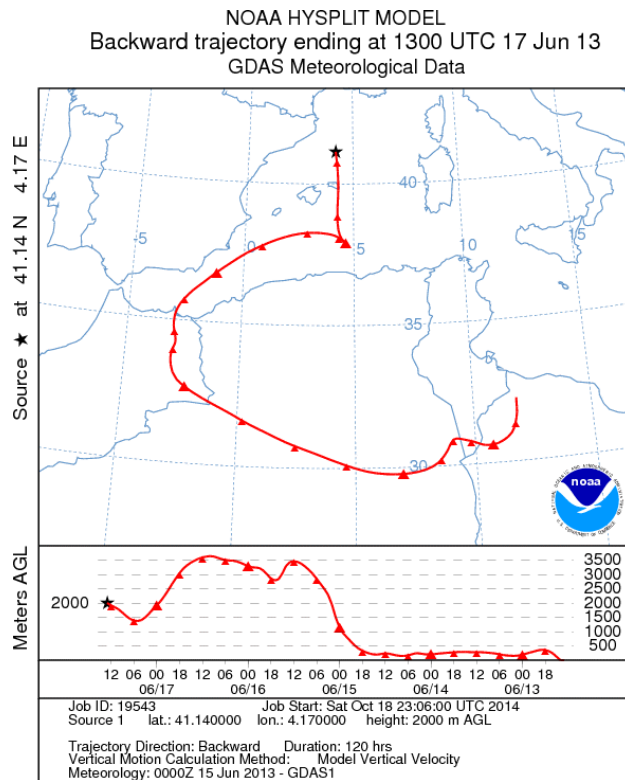 NOAA HYSPLIT MODEL
Backward trajectory ending at 1300 UTC 17 Jun 13
GDAS Meteorological Data
Source ★ at 41.14 N 4.17 E
40
-5
5
10
15
35
0
30
noaa
Meters AGL
2000
3500
3000
2500
2000
1500
1000
500
12 06 00 18 12 06 00 18 12 06 00 18 12 06 00 18 12 06 00 18
06/17 06/16 06/15 06/14 06/13
Job ID: 19543 Job Start: Sat Oct 18 23:06:00 UTC 2014
Source 1 lat.: 41.140000 lon.: 4.170000 height: 2000 m AGL
Trajectory Direction: Backward Duration: 120 hrs
Vertical Motion Calculation Method: Model Vertical Velocity
Meteorology: 0000Z 15 Jun 2013 - GDAS1